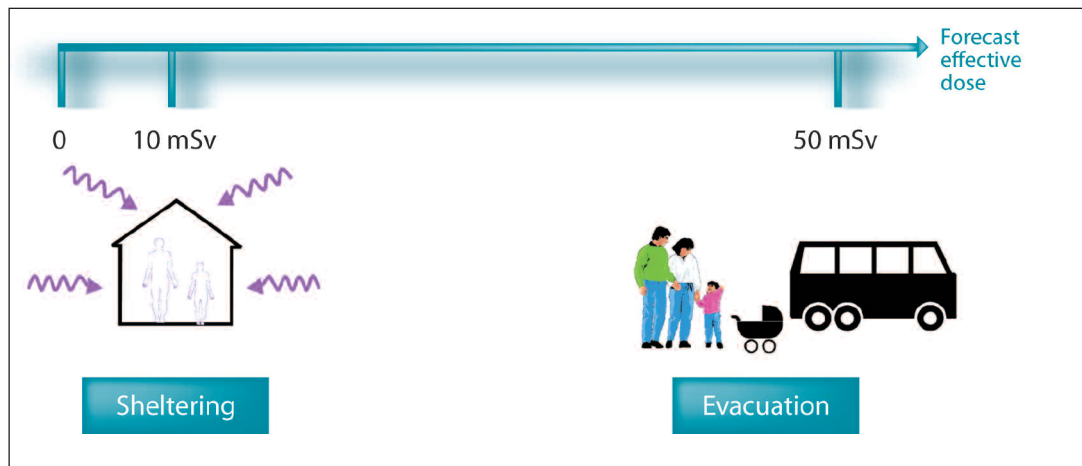 Forecast
effective
dose
0
10 mSv
50 mSv
Sheltering
Evacuation